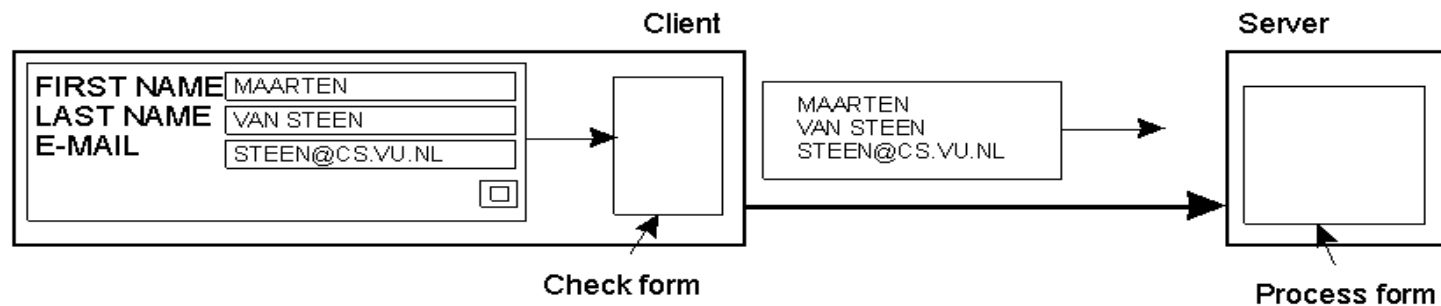 Client
Server
FIRST NAME MAARTEN
LAST NAME VAN STEEN
E-MAIL STEEN@CS.VU.NL
MAARTEN
VAN STEEN
STEEN@CS.VU.NL
Check form
Process form